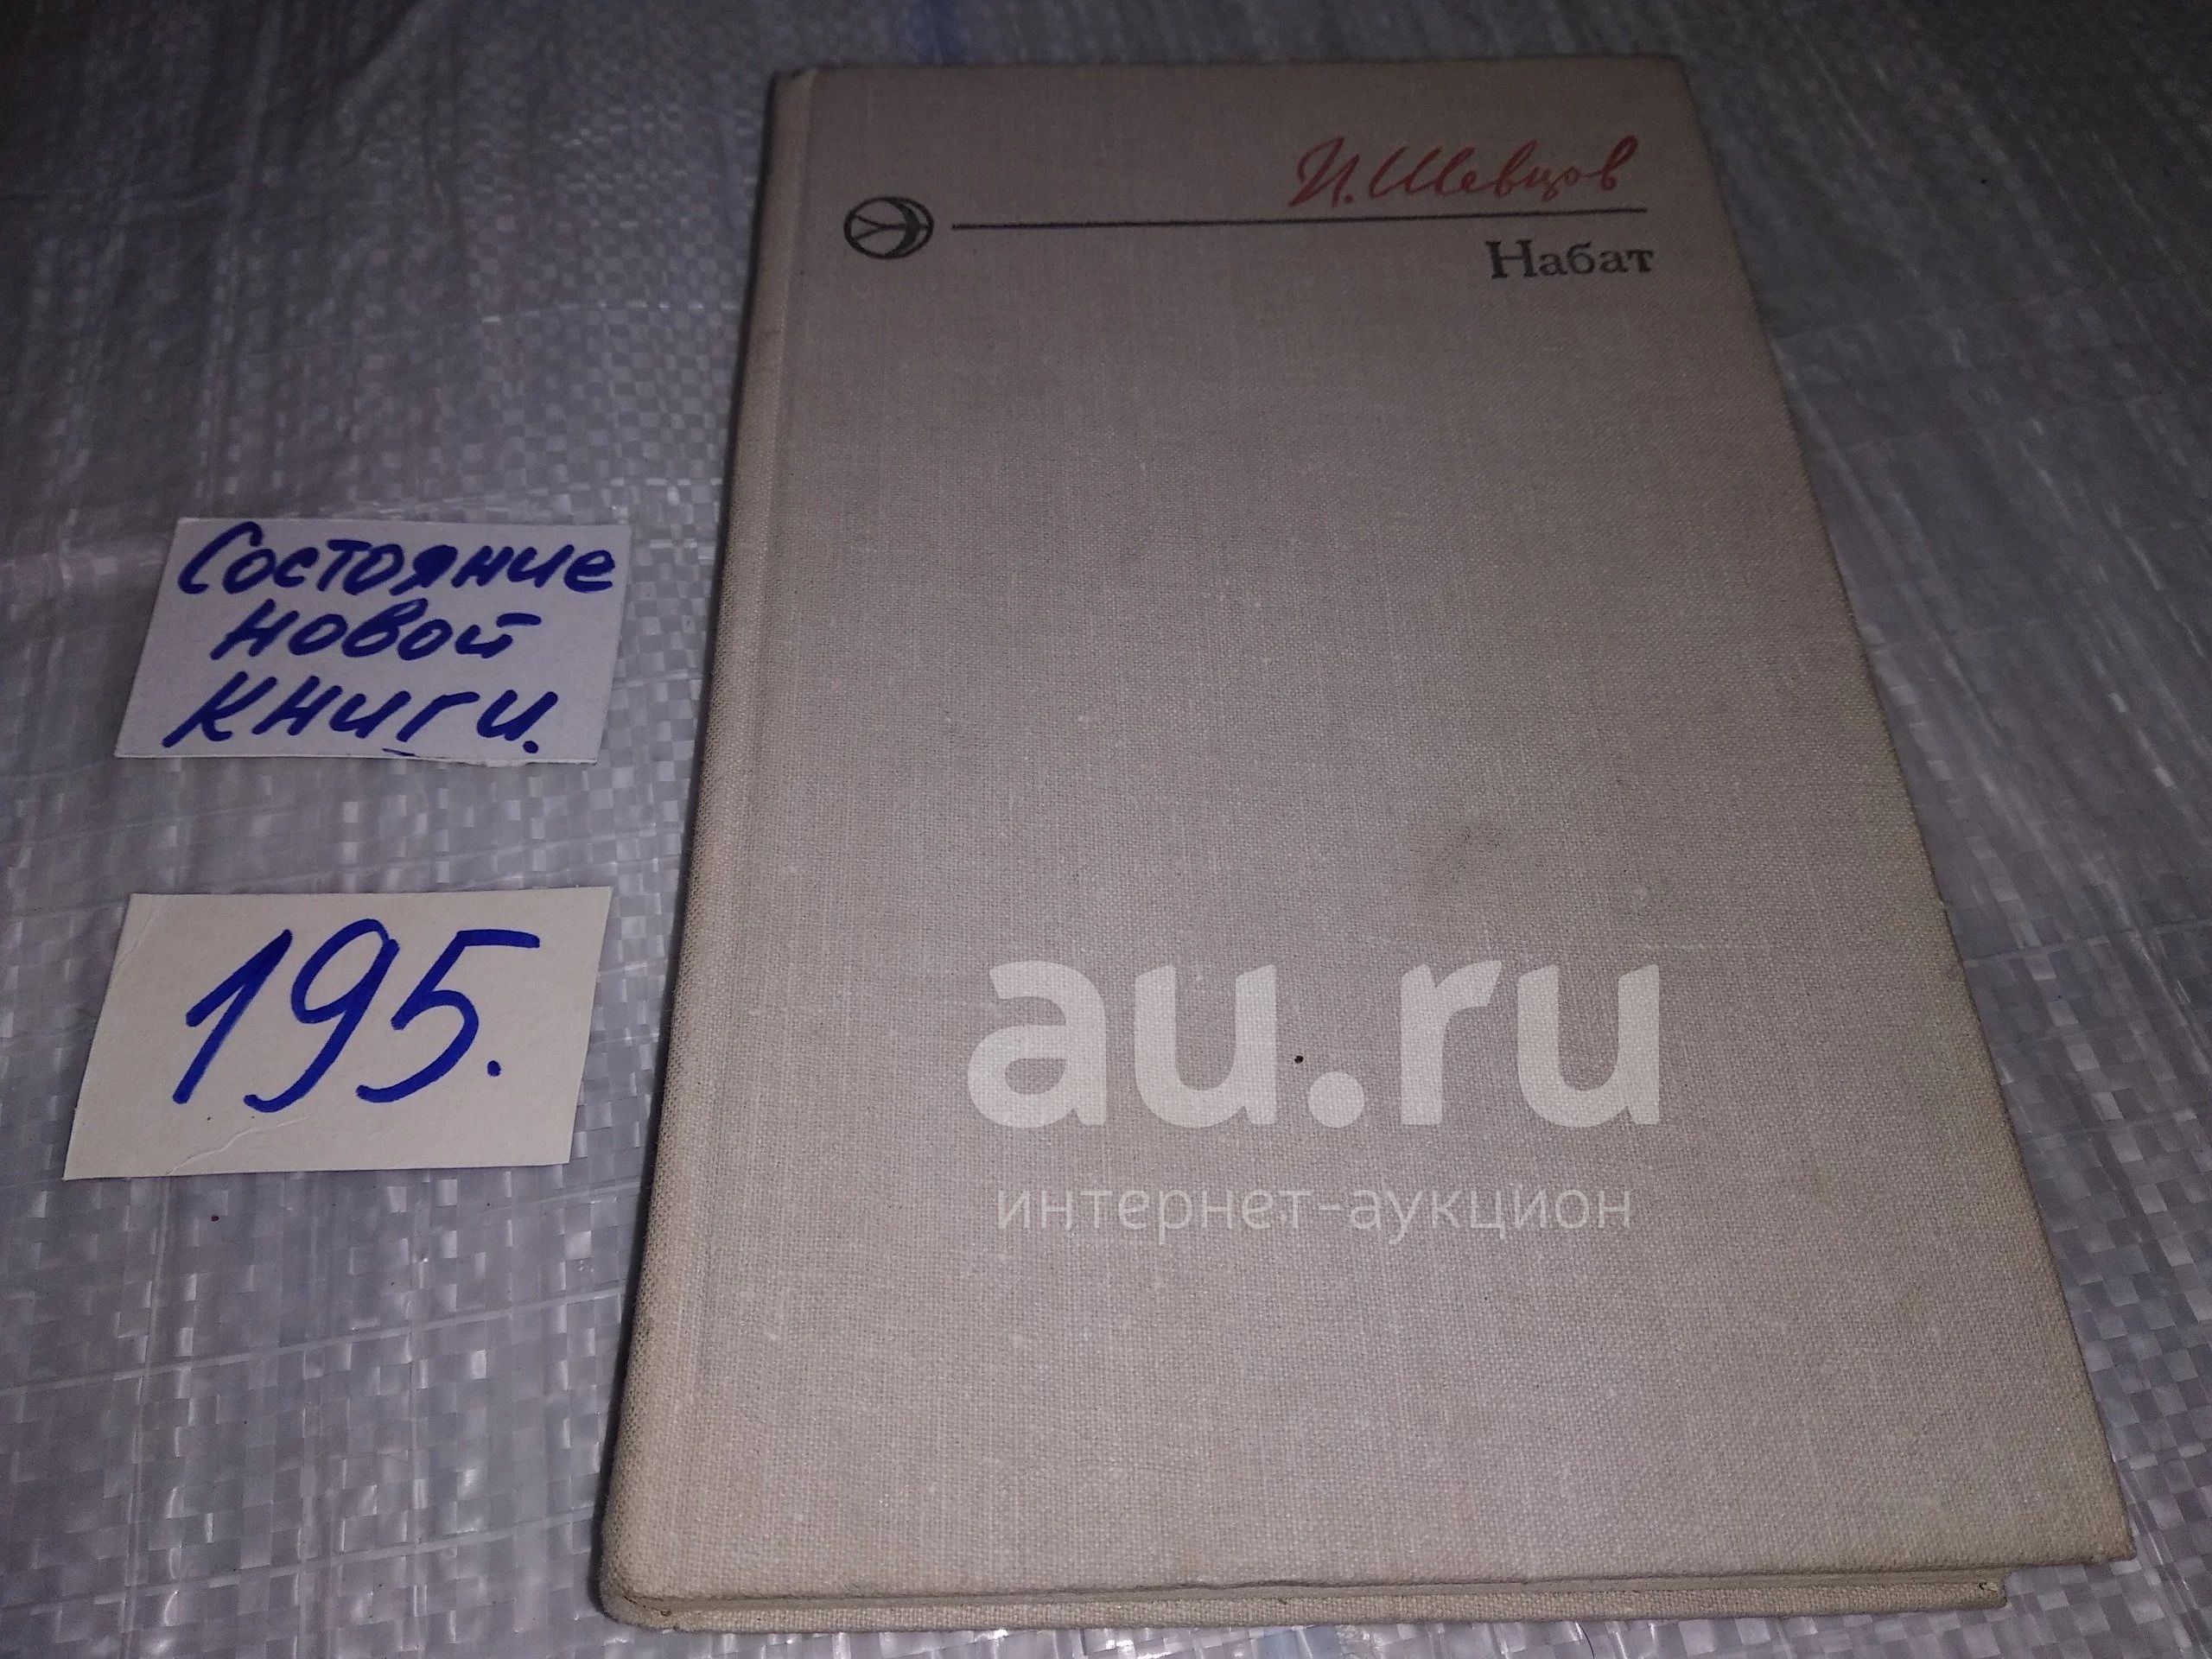 И. Шевцов
Набат
Состояние
новой
книги.
195.
au.ru
интернет-аукцион